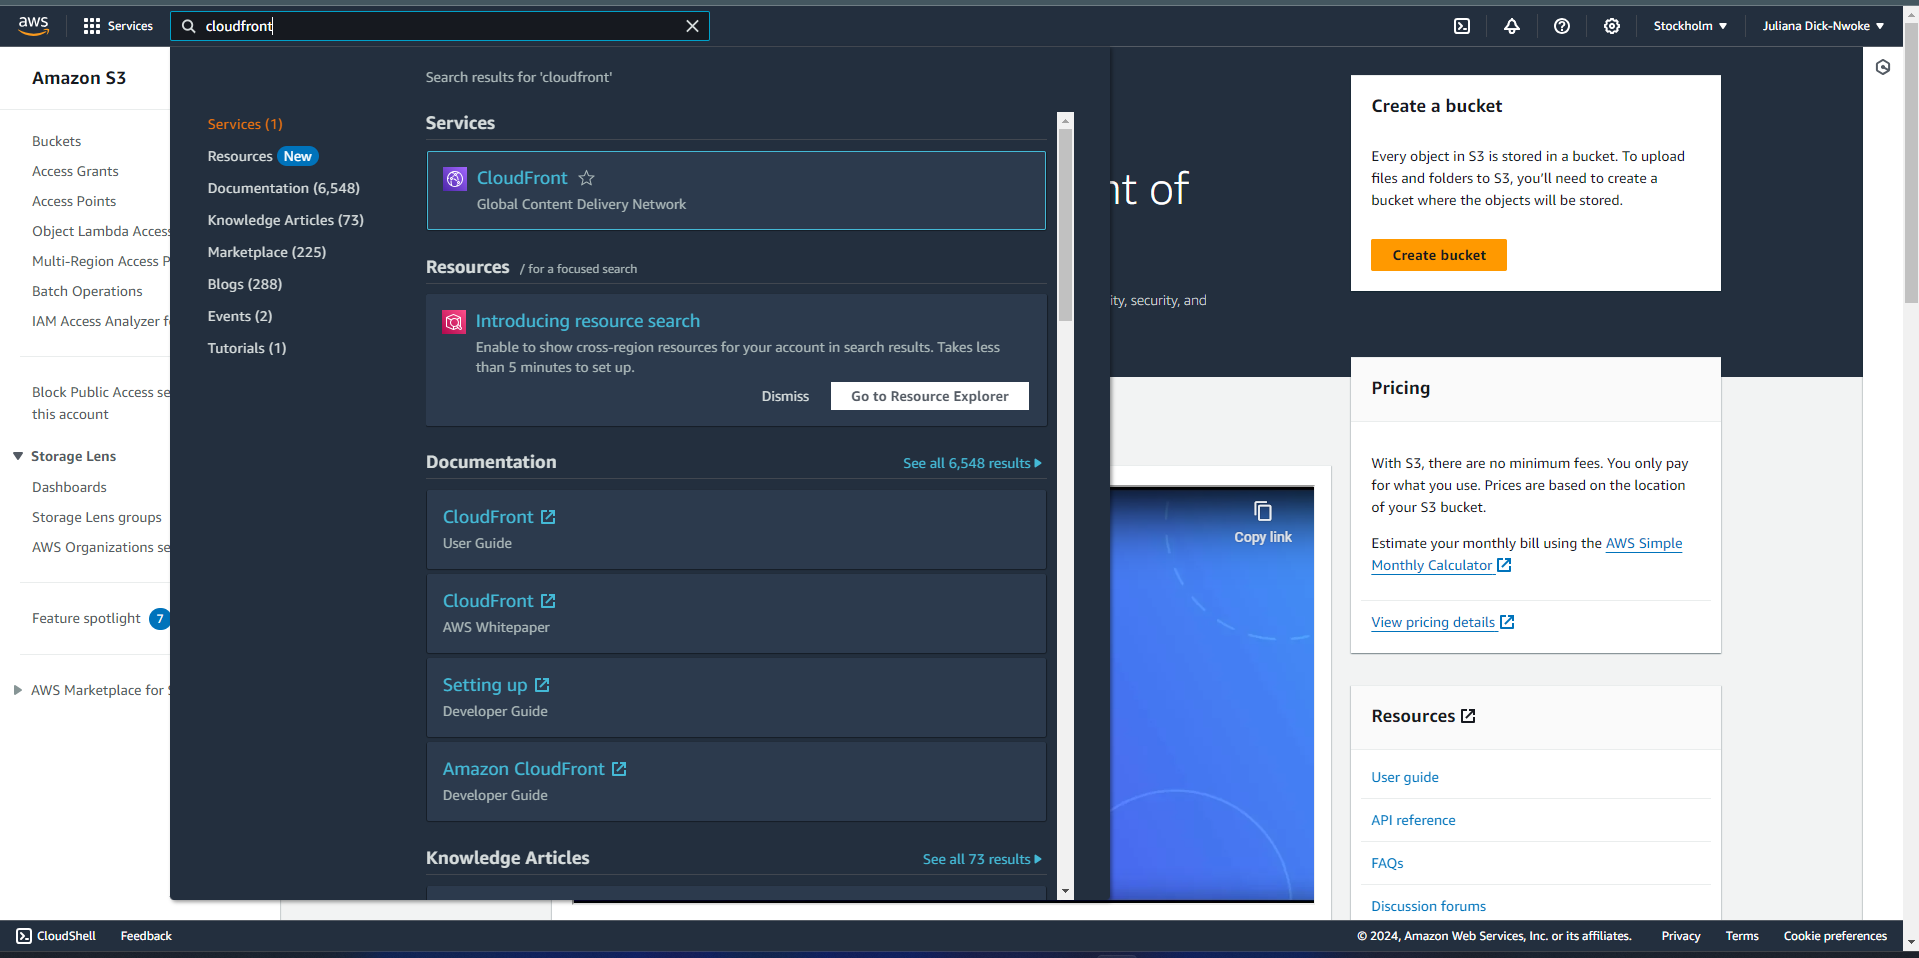 aws
Services
cloudfront
Stockholm
Juliana Dick-Nwoke
Amazon S3
Buckets
Access Grants
Access Points
Object Lambda Access
Multi-Region Access P
Batch Operations
IAM Access Analyzer f
Block Public Access se
this account
Storage Lens
Dashboards
Storage Lens groups
AWS Organizations se
Feature spotlight 7
AWS Marketplace for S
Search results for 'cloudfront'
Services (1)
Resources New
Documentation (6,548)
Knowledge Articles (73)
Marketplace (225)
Blogs (288)
Events (2)
Tutorials (1)
Services
CloudFront
Global Content Delivery Network
Resources / for a focused search
Introducing resource search
Enable to show cross-region resources for your account in search results. Takes less
than 5 minutes to set up.
Dismiss
Go to Resource Explorer
Documentation
See all 6,548 results
CloudFront
User Guide
CloudFront
AWS Whitepaper
Setting up
Developer Guide
Amazon CloudFront
Developer Guide
Knowledge Articles
See all 73 results
nt of
ity, security, and
Copy link
Create a bucket
Every object in S3 is stored in a bucket. To upload
files and folders to S3, you’ll need to create a
bucket where the objects will be stored.
Create bucket
Pricing
With S3, there are no minimum fees. You only pay
for what you use. Prices are based on the location
of your S3 bucket.
Estimate your monthly bill using the AWS Simple
Monthly Calculator
View pricing details
Resources
User guide
API reference
FAQs
Discussion forums
CloudShell
Feedback
© 2024, Amazon Web Services, Inc. or its affiliates.
Privacy
Terms
Cookie preferences